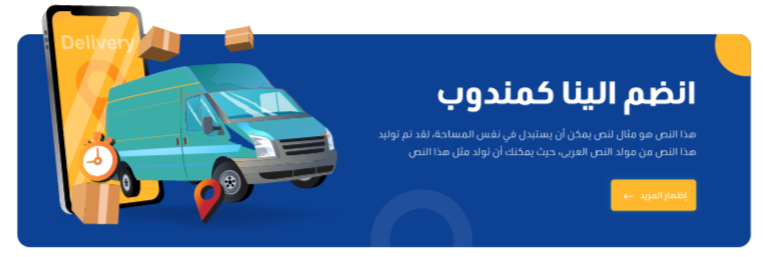 Delivery
انضم الينا كمندوب
هذا النص هو مثال لنص يمكن أن يستبدل في نفس المساحة، لقد تم توليد
هذا النص من مولد النص العربى، حيث يمكنك أن تولد مثل هذا النص
إظهار المزيد ←